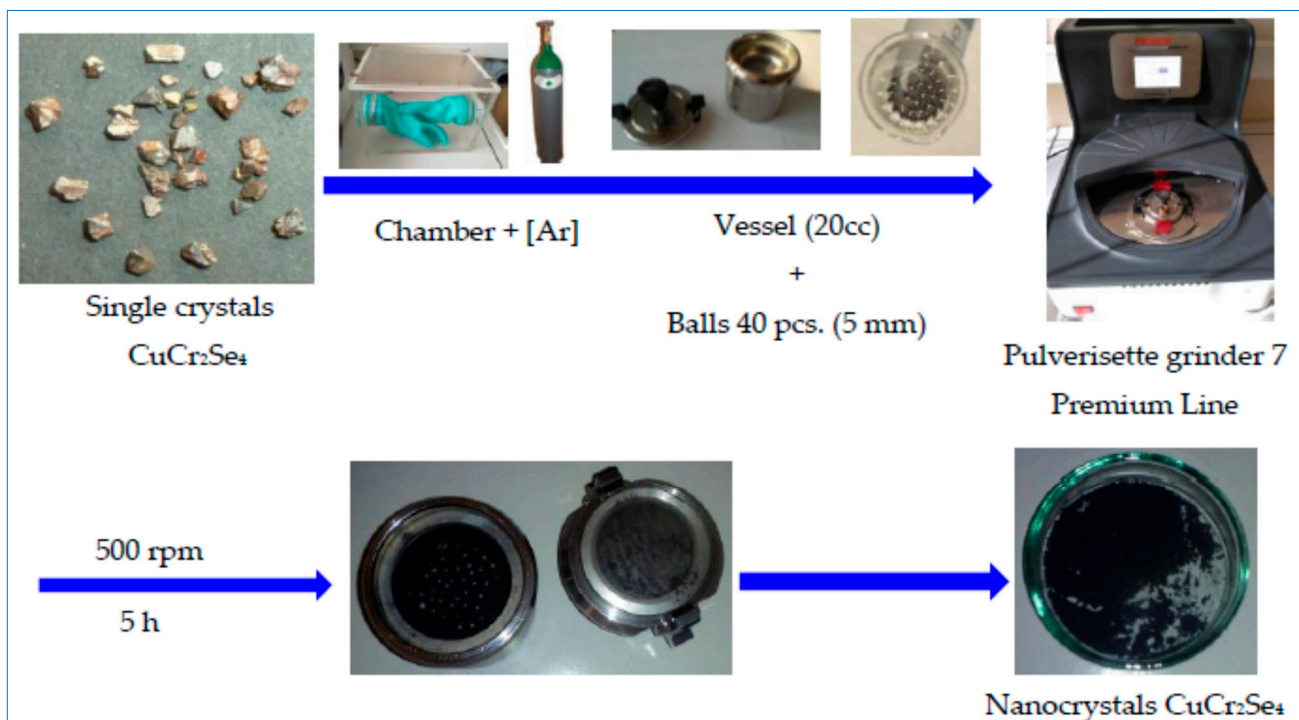 Single crystals
CuCr₂Se₄
Chamber + [Ar]
Vessel (20cc)
+
Balls 40 pcs. (5 mm)
Pulverisette grinder 7
Premium Line
500 rpm
5 h
Nanocrystals CuCr₂Se₄